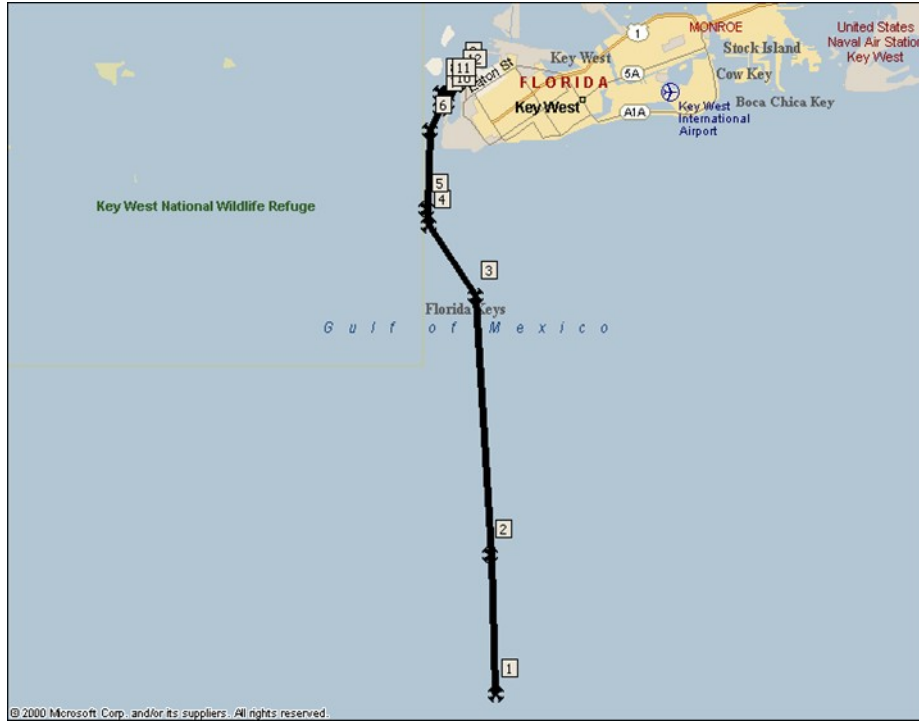 MONROE
United States
Naval Air Station
Key West
1
Key West
Stock Island
12
11
10
Eaton St
FLORIDA
5A
Cow Key
6
Key West
A1A
Key West
International
Airport
Boca Chica Key
5
4
Key West National Wildlife Refuge
3
Florida Keys
Gulf of Mexico
2
1
© 2000 Microsoft Corp. and/or its suppliers. All rights reserved.